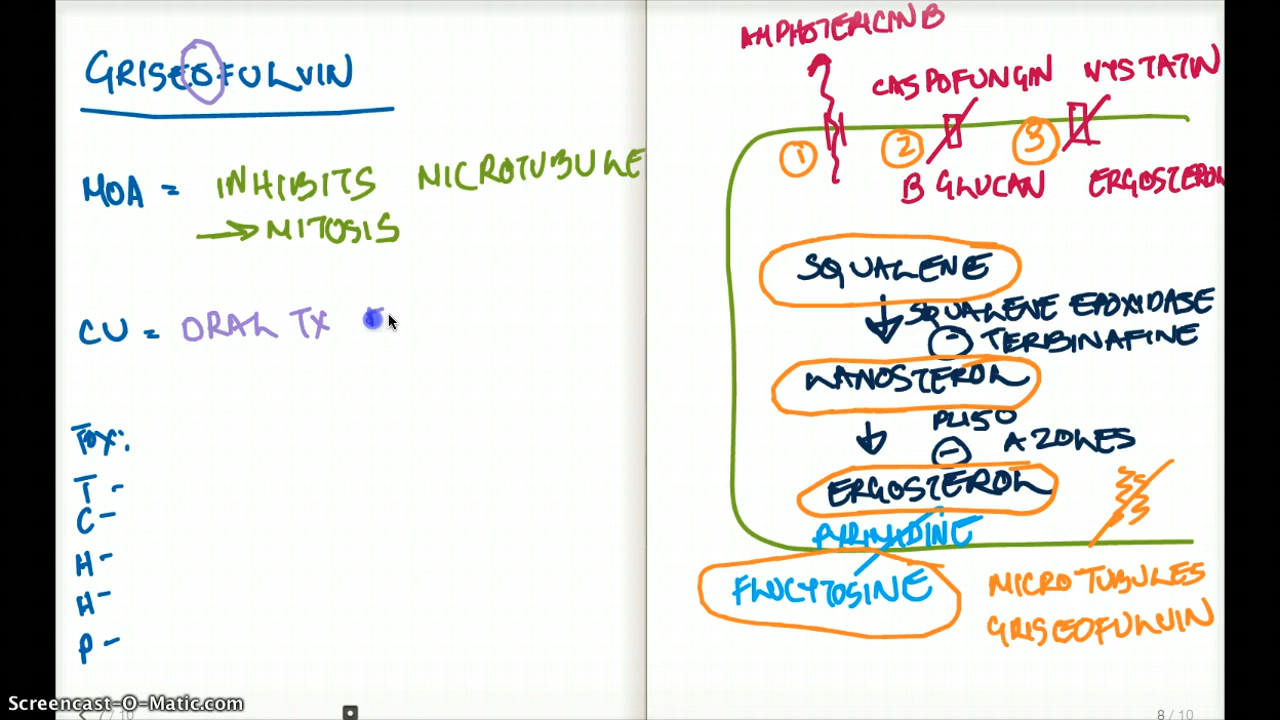 GRISEOFULVIN
MOA = INHIBITS MICROTUBULE
→ MITOSIS
CU = ORAL TX
TOX:
T -
C -
H -
H -
P -
AMPHOTERICIN B
CASPOFUNGIN
NYSTATIN
1
2
3
B GLUCAN
ERGOSTEROL
SQUALENE
SQUALENE EPOXIDASE
- TERBINAFINE
LANOSTEROL
P450
- AZOLES
ERGOSTEROL
PYRIMIDINE
FLUCYTOSINE
MICROTUBULES
GRISEOFULVIN
Screencast-O-Matic.com
8 / 10